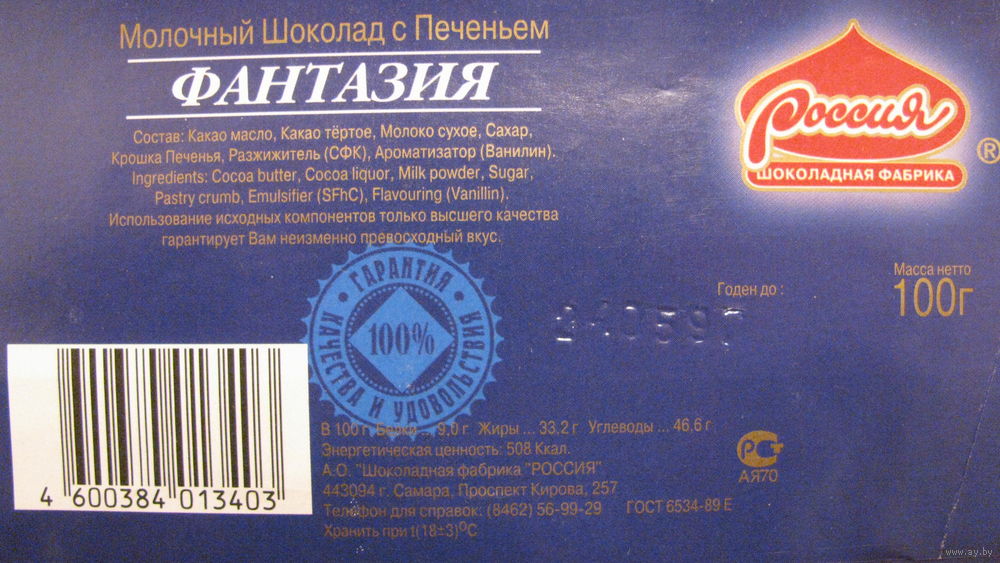 Молочный Шоколад с Печеньем
ФАНТАЗИЯ
Состав: Какао масло, Какао тёртое, Молоко сухое, Сахар,
Крошка Печенья, Разжижитель (СФК), Ароматизатор (Ванилин).
Ingredients: Cocoa butter, Cocoa liquor, Milk powder, Sugar,
Pastry crumb, Emulsifier (SFhC), Flavouring (Vanillin).
Использование исходных компонентов только высшего качества
гарантирует Вам неизменно превосходный вкус.
Россия
®
ШОКОЛАДНАЯ ФАБРИКА
Масса нетто
100г
Годен до :
ГАРАНТИЯ
100%
КАЧЕСТВА И УДОВОЛЬСТВИЯ
4 600384 013403
В 100 г Белки ... 9,0 г Жиры ... 33,2 г Углеводы ... 46,6 г
Энергетическая ценность: 508 Ккал.
А.О. "Шоколадная фабрика "РОССИЯ"
443094 г. Самара, Проспект Кирова, 257
Телефон для справок: (8462) 56-99-29 ГОСТ 6534-89 Е
Хранить при t(18±3)°C
РСТ
АЯ70
www.ay.by